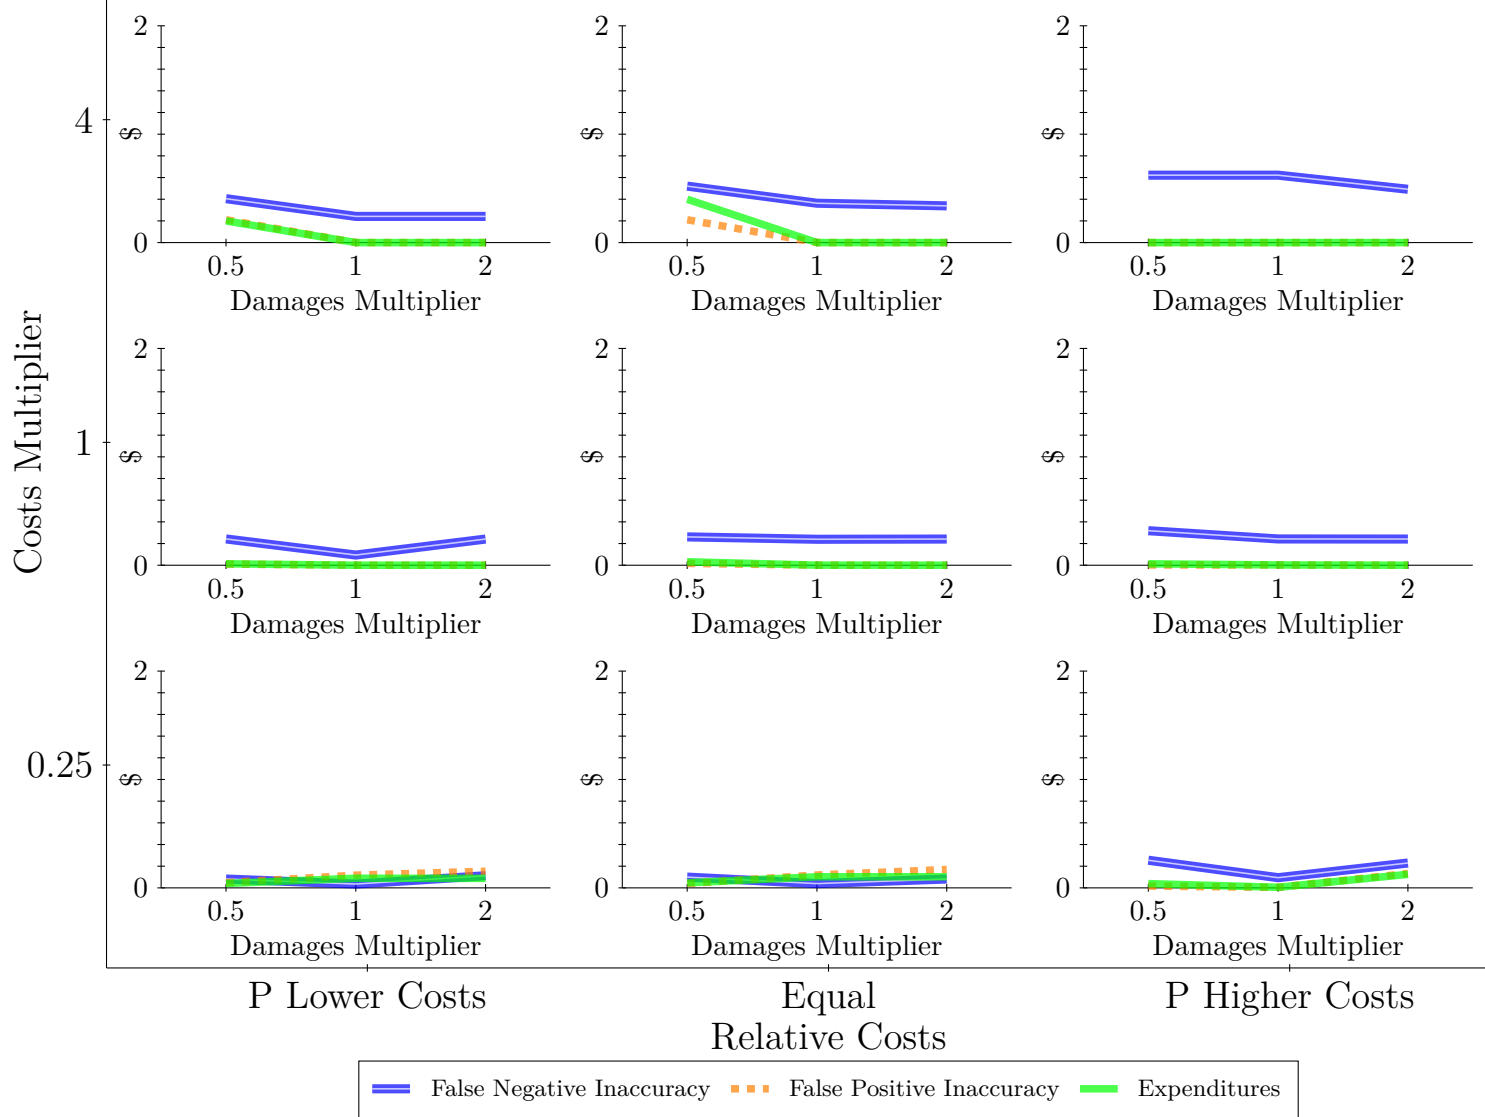 2
2
2
4
$
$
$
0
0
0
0.5 1 2
0.5 1 2
0.5 1 2
Damages Multiplier
Damages Multiplier
Damages Multiplier
Costs Multiplier
2
2
2
1
$
$
$
0
0
0
0.5 1 2
0.5 1 2
0.5 1 2
Damages Multiplier
Damages Multiplier
Damages Multiplier
2
2
2
0.25
$
$
$
0
0
0
0.5 1 2
0.5 1 2
0.5 1 2
Damages Multiplier
Damages Multiplier
Damages Multiplier
P Lower Costs
Equal
P Higher Costs
Relative Costs
False Negative Inaccuracy
False Positive Inaccuracy
Expenditures